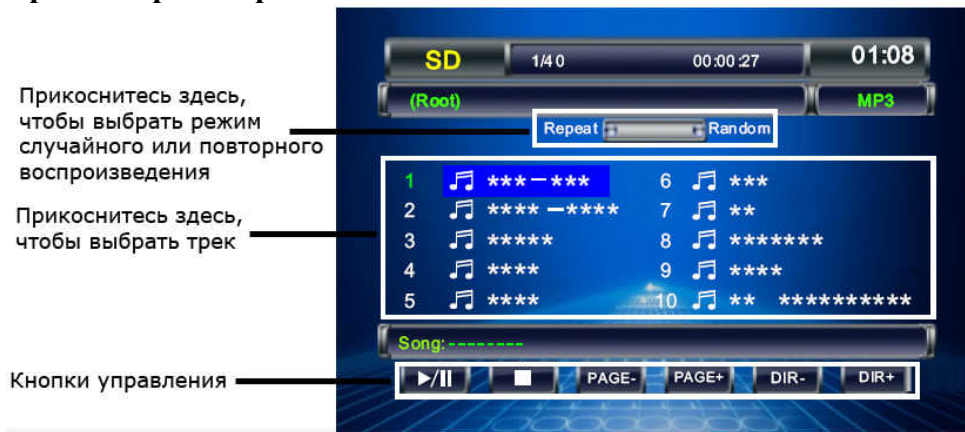 SD 1/40 00:00:27 01:08
(Root) MP3
Прикоснитесь здесь,
чтобы выбрать режим
случайного или повторного
воспроизведения
Repeat Random
Прикоснитесь здесь,
чтобы выбрать трек
1 ***—*** 6 ***
2 ****—**** 7 **
3 ***** 8 *******
4 **** 9 ****
5 **** 10 ** **********
Song:--------
Кнопки управления
PAGE- PAGE+ DIR- DIR+